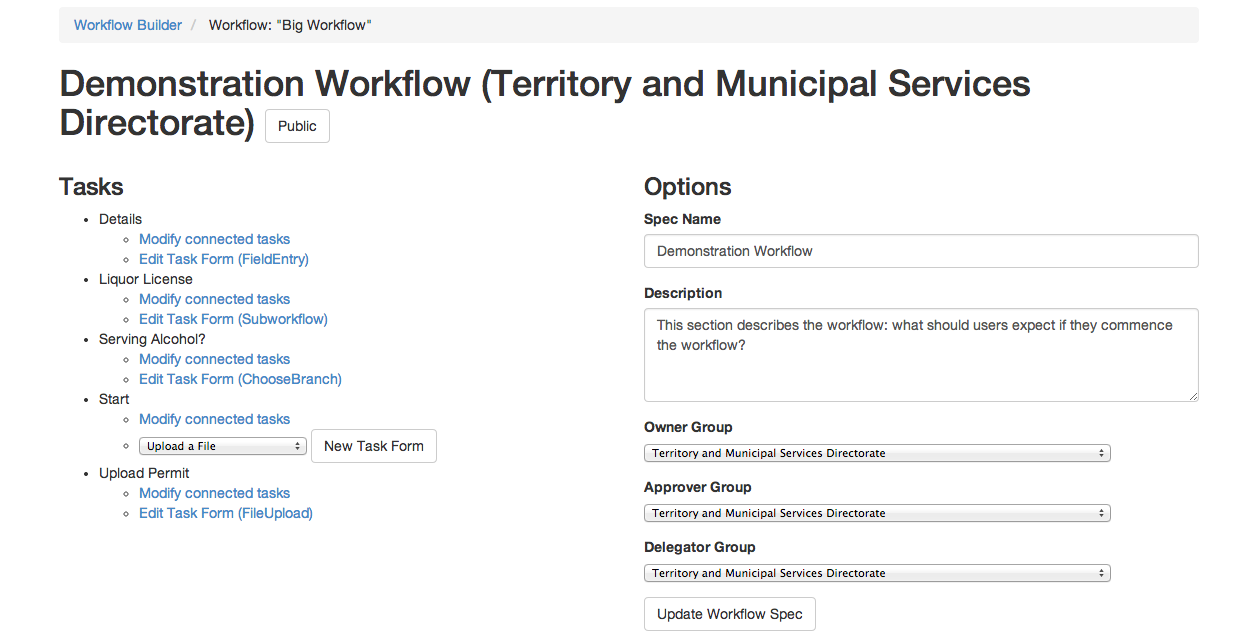 Workflow Builder / Workflow: "Big Workflow"
Demonstration Workflow (Territory and Municipal Services
Directorate) Public
Tasks
Details
Modify connected tasks
Edit Task Form (FieldEntry)
Liquor License
Modify connected tasks
Edit Task Form (Subworkflow)
Serving Alcohol?
Modify connected tasks
Edit Task Form (ChooseBranch)
Start
Modify connected tasks
Upload a File New Task Form
Upload Permit
Modify connected tasks
Edit Task Form (FileUpload)
Options
Spec Name
Demonstration Workflow
Description
This section describes the workflow: what should users expect if they commence
the workflow?
Owner Group
Territory and Municipal Services Directorate
Approver Group
Territory and Municipal Services Directorate
Delegator Group
Territory and Municipal Services Directorate
Update Workflow Spec